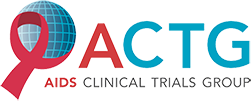 ACTG
AIDS CLINICAL TRIALS GROUP